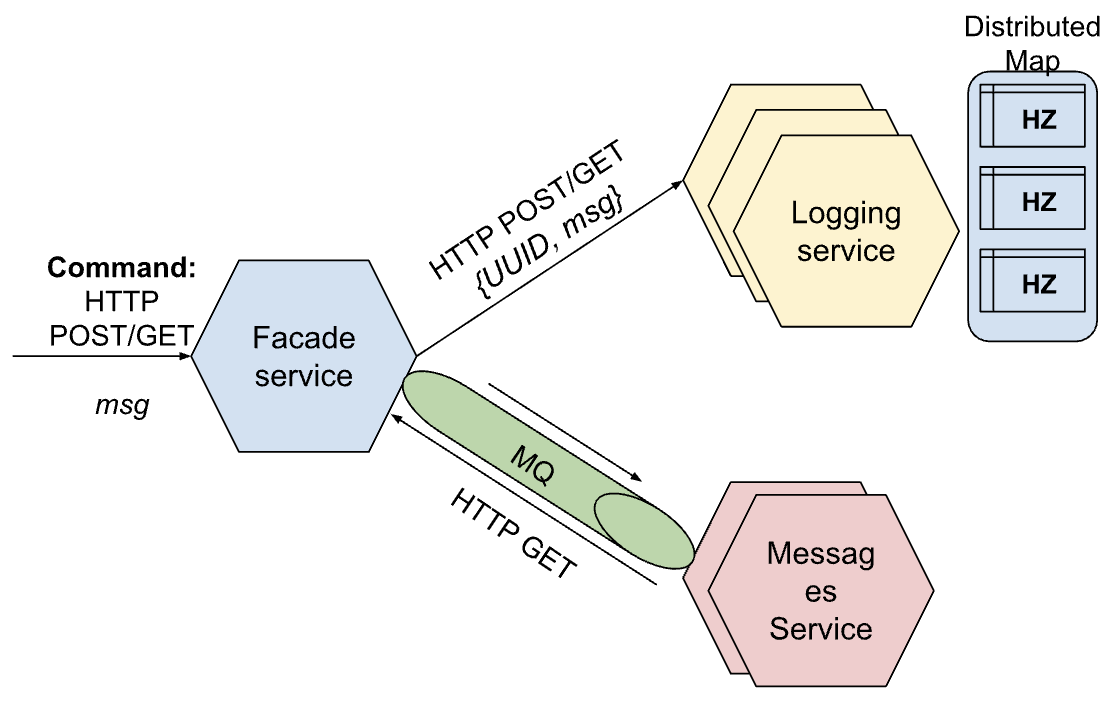 Distributed
Map
HZ
HZ
HZ
Logging
service
HTTP POST/GET
{UUID, msg}
Command:
HTTP
POST/GET
msg
Facade
service
MQ
HTTP GET
Messag
es
Service